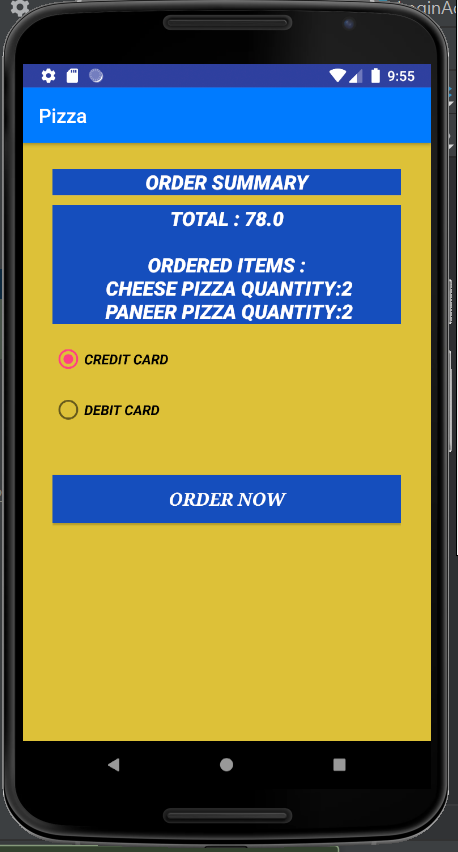 LoginAc
9:55
Pizza
ORDER SUMMARY
TOTAL : 78.0
ORDERED ITEMS :
CHEESE PIZZA QUANTITY:2
PANEER PIZZA QUANTITY:2
CREDIT CARD
DEBIT CARD
ORDER NOW